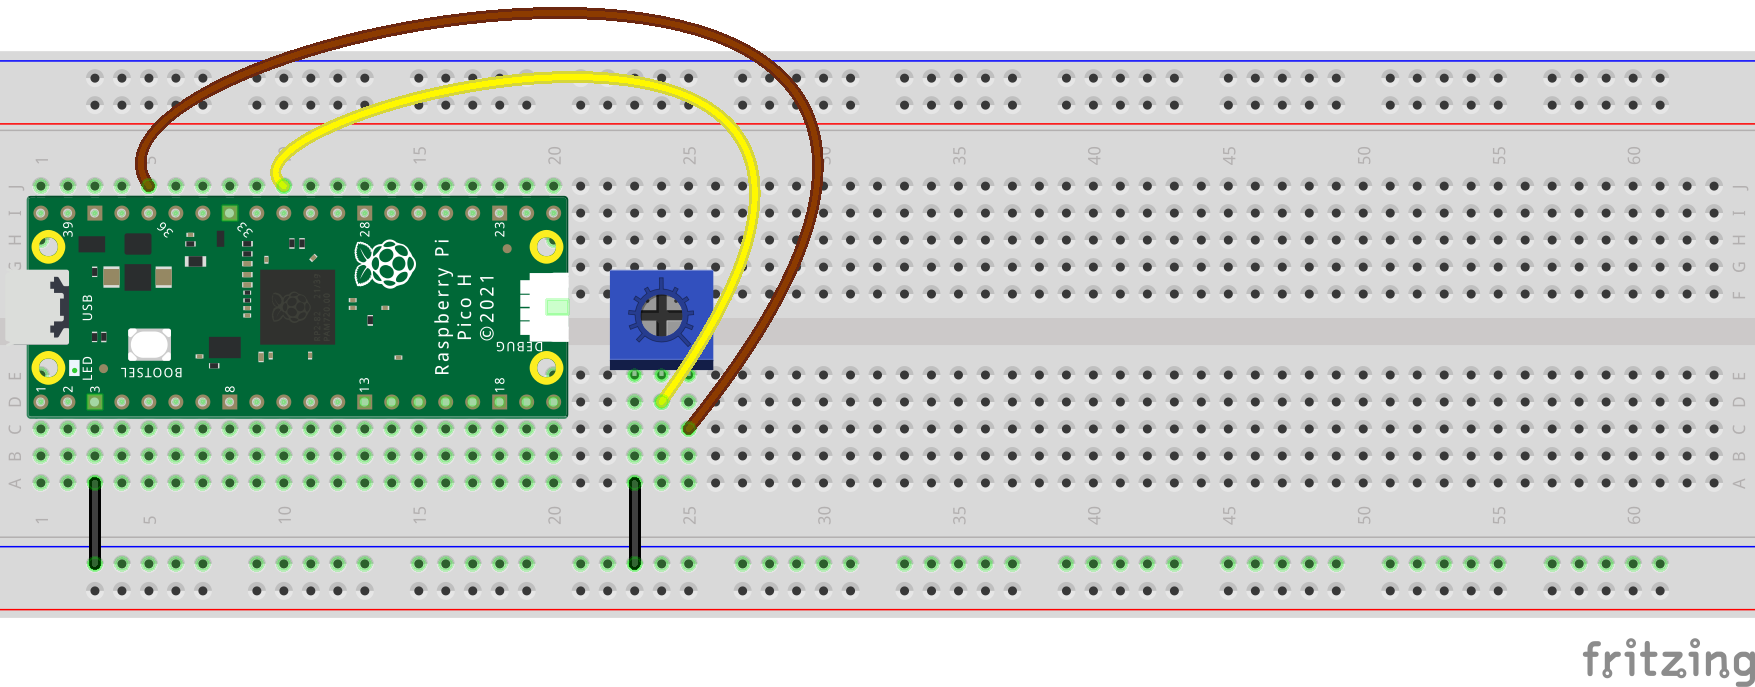 1 5 10 15 20 25 30 35 40 45 50 55 60
J J
I I
H H
G G
F F
39 36 33 28 23
USB
Raspberry Pi
Pico H
©2021
DEBUG
BOOTSEL
LED
1 2 3 8 13 18
E E
D D
C C
B B
A A
1 5 10 15 20 25 30 35 40 45 50 55 60
fritzing